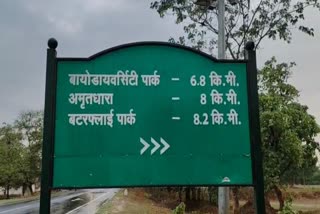 बायोडायवर्सिटी पार्क – 6.8 कि.मी.
अमृतधारा – 8 कि.मी.
बटरफ्लाई पार्क – 8.2 कि.मी.
>>>